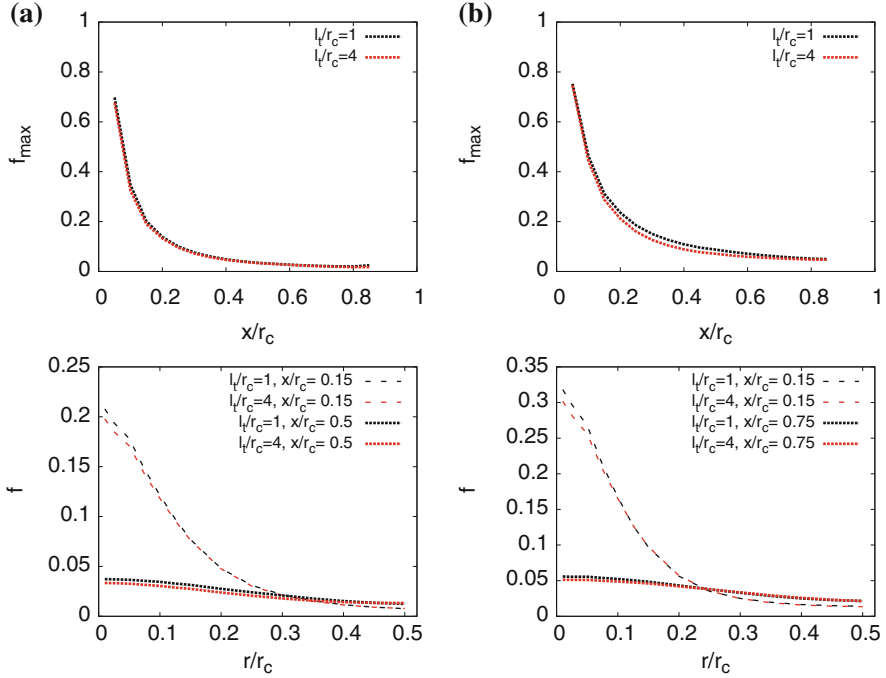 (a)
1
0.8
0.6
0.4
0.2
0
f_max
l_t/r_c=1
l_t/r_c=4
0 0.2 0.4 0.6 0.8 1
x/r_c
(b)
1
0.8
0.6
0.4
0.2
0
f_max
l_t/r_c=1
l_t/r_c=4
0 0.2 0.4 0.6 0.8 1
x/r_c
0.25
0.2
0.15
0.1
0.05
0
f
l_t/r_c=1, x/r_c= 0.15
l_t/r_c=4, x/r_c= 0.15
l_t/r_c=1, x/r_c= 0.5
l_t/r_c=4, x/r_c= 0.5
0 0.1 0.2 0.3 0.4 0.5
r/r_c
0.35
0.3
0.25
0.2
0.15
0.1
0.05
0
f
l_t/r_c=1, x/r_c= 0.15
l_t/r_c=4, x/r_c= 0.15
l_t/r_c=1, x/r_c= 0.75
l_t/r_c=4, x/r_c= 0.75
0 0.1 0.2 0.3 0.4 0.5
r/r_c